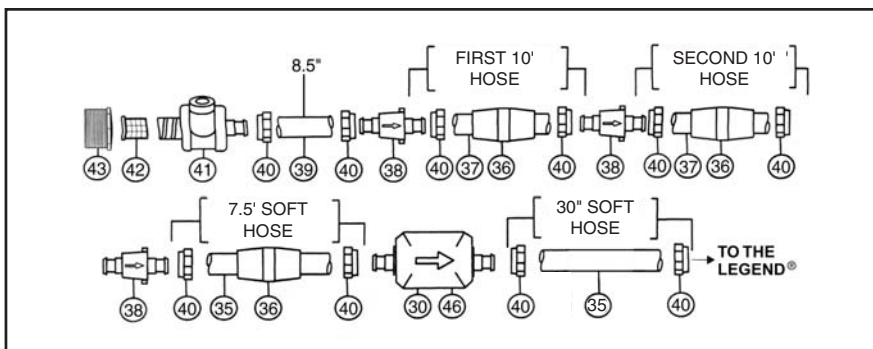 8.5"
FIRST 10'
HOSE
SECOND 10' '
HOSE
43 42 41 40 39 40 38 40 37 36 40 38 40 37 36 40
7.5' SOFT
HOSE
30" SOFT
HOSE
TO THE
LEGEND®
38 40 35 36 40 30 46 40 35 40